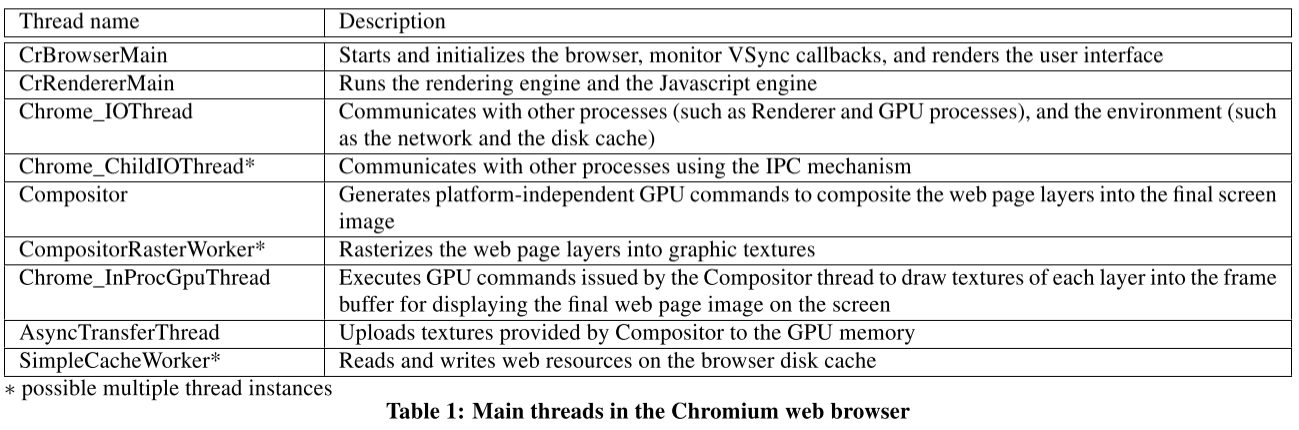 Thread name Description
CrBrowserMain Starts and initializes the browser, monitor VSync callbacks, and renders the user interface
CrRendererMain Runs the rendering engine and the Javascript engine
Chrome_IOThread Communicates with other processes (such as Renderer and GPU processes), and the environment (such
as the network and the disk cache)
Chrome_ChildIOThread* Communicates with other processes using the IPC mechanism
Compositor Generates platform-independent GPU commands to composite the web page layers into the final screen
image
CompositorRasterWorker* Rasterizes the web page layers into graphic textures
Chrome_InProcGpuThread Executes GPU commands issued by the Compositor thread to draw textures of each layer into the frame
buffer for displaying the final web page image on the screen
AsyncTransferThread Uploads textures provided by Compositor to the GPU memory
SimpleCacheWorker* Reads and writes web resources on the browser disk cache
* possible multiple thread instances
Table 1: Main threads in the Chromium web browser